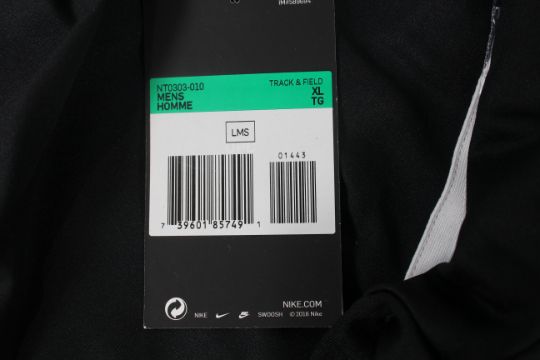 NT0303-010
MENS
HOMME
TRACK & FIELD
XL
TG
LMS
01443
7 39601 85749 1
NIKE.COM
NIKE
SWOOSH
© 2016 Nike